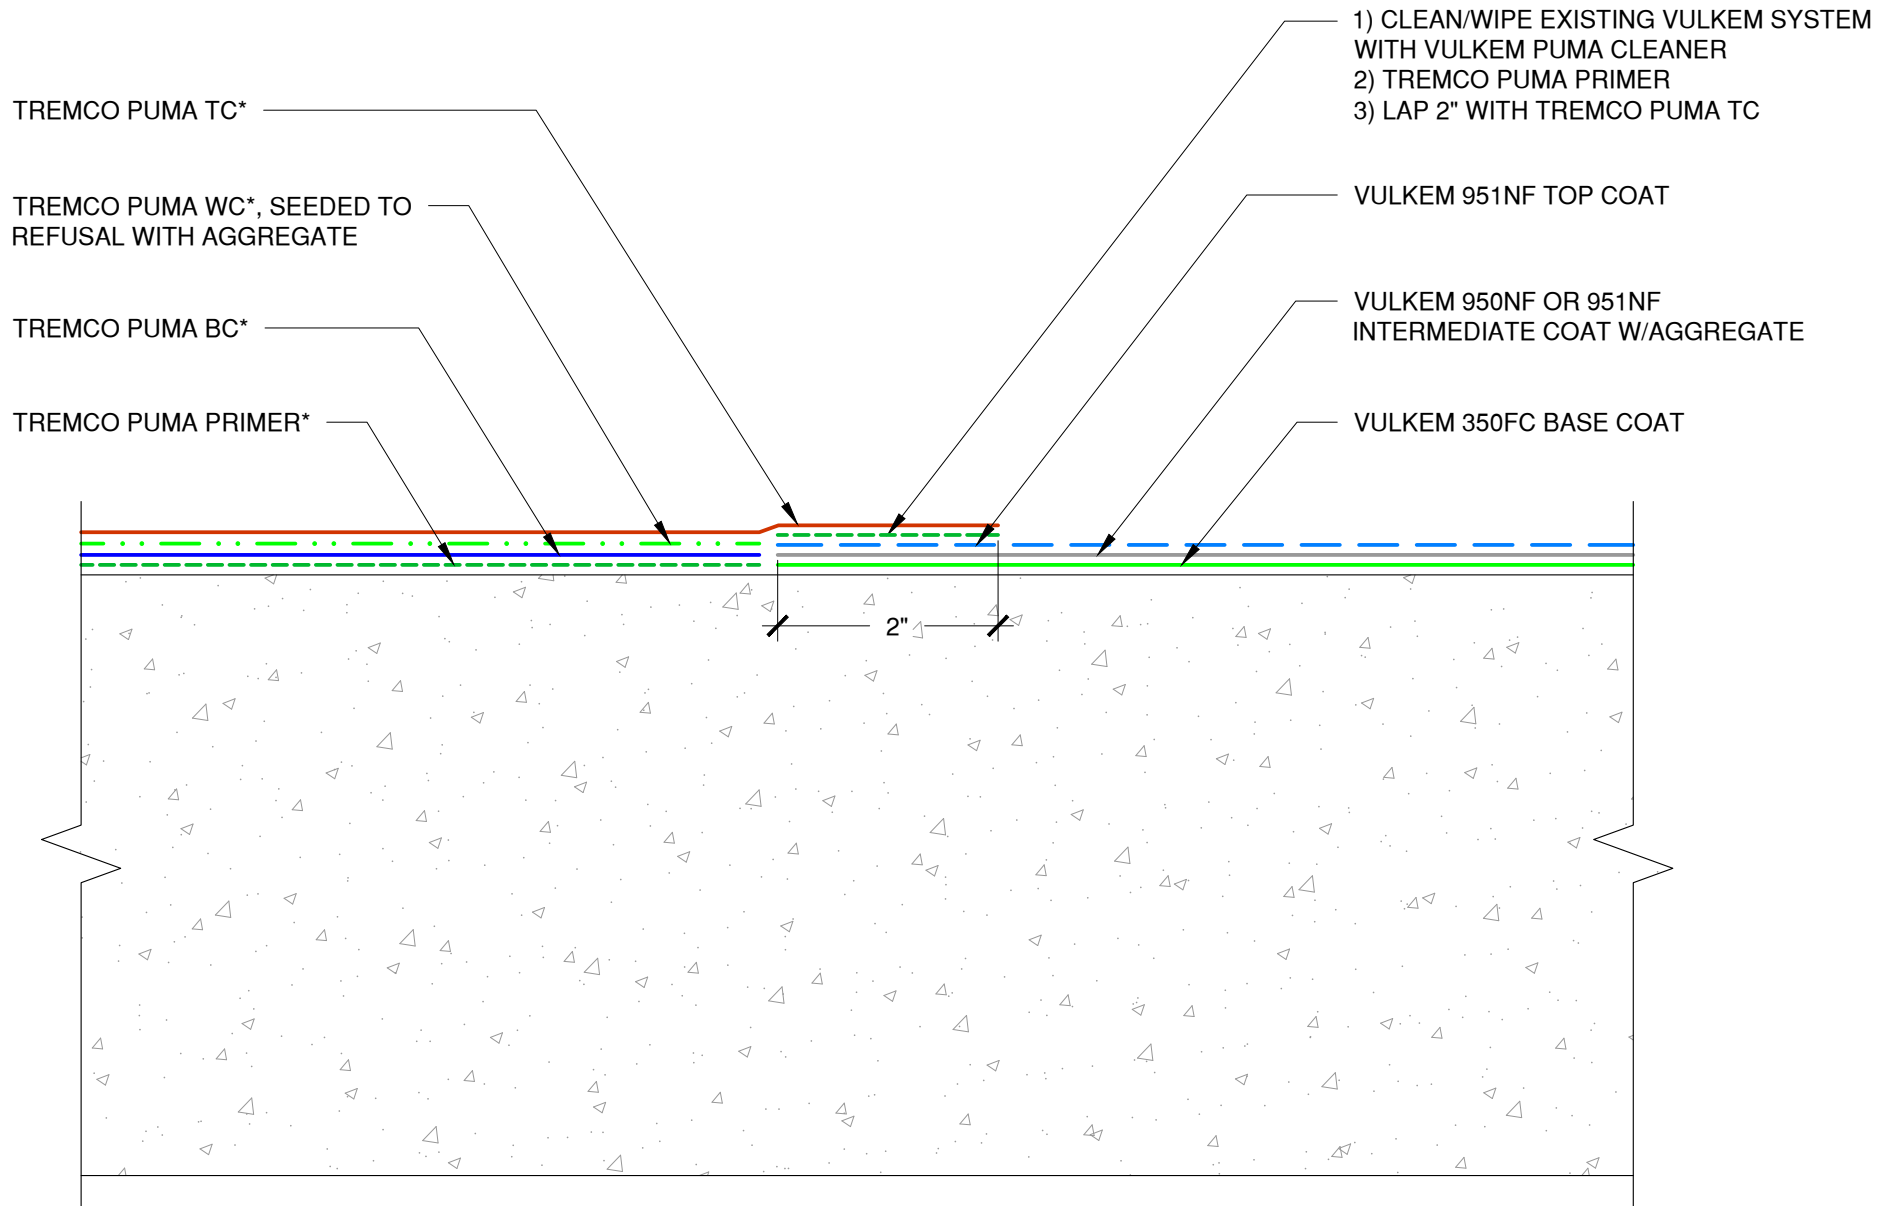 TREMCO PUMA TC*
TREMCO PUMA WC*, SEEDED TO
REFUSAL WITH AGGREGATE
TREMCO PUMA BC*
TREMCO PUMA PRIMER*
1) CLEAN/WIPE EXISTING VULKEM SYSTEM
WITH VULKEM PUMA CLEANER
2) TREMCO PUMA PRIMER
3) LAP 2" WITH TREMCO PUMA TC
VULKEM 951NF TOP COAT
VULKEM 950NF OR 951NF
INTERMEDIATE COAT W/AGGREGATE
VULKEM 350FC BASE COAT
2"